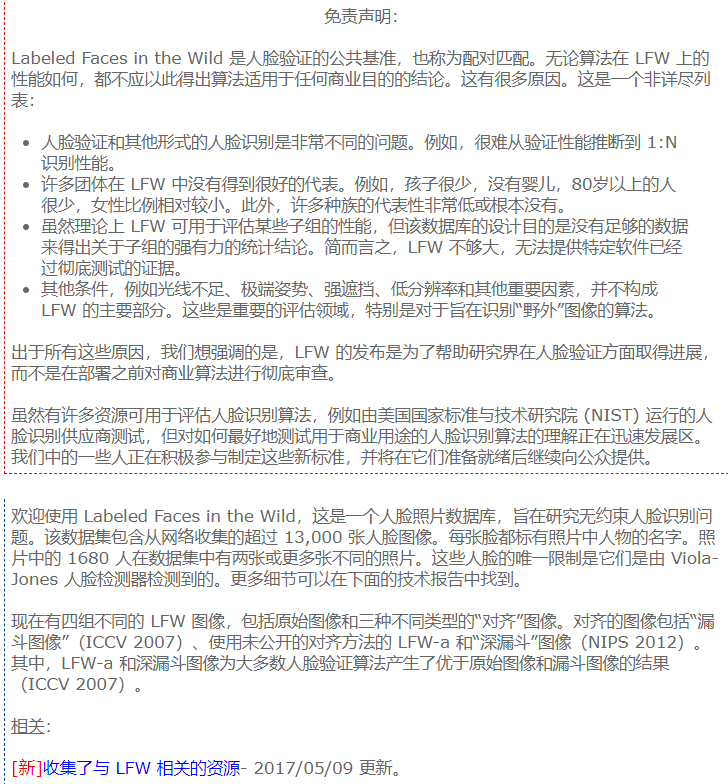 免责声明：
Labeled Faces in the Wild 是人脸验证的公共基准，也称为配对匹配。无论算法在 LFW 上的
性能如何，都不应以此得出算法适用于任何商业目的的结论。这有很多原因。这是一个非详尽列
表：
人脸验证和其他形式的人脸识别是非常不同的问题。例如，很难从验证性能推断到 1:N
识别性能。
许多团体在 LFW 中没有得到很好的代表。例如，孩子很少，没有婴儿，80岁以上的人
很少，女性比例相对较小。此外，许多种族的代表性非常低或根本没有。
虽然理论上 LFW 可用于评估某些子组的性能，但该数据库的设计目的是没有足够的数据
来得出关于子组的强有力的统计结论。简而言之，LFW 不够大，无法提供特定软件已经
过彻底测试的证据。
其他条件，例如光线不足、极端姿势、强遮挡、低分辨率和其他重要因素，并不构成
LFW 的主要部分。这些是重要的评估领域，特别是对于旨在识别“野外”图像的算法。
出于所有这些原因，我们想强调的是，LFW 的发布是为了帮助研究界在人脸验证方面取得进展，
而不是在部署之前对商业算法进行彻底审查。
虽然有许多资源可用于评估人脸识别算法，例如由美国国家标准与技术研究院 (NIST) 运行的人
脸识别供应商测试，但对如何最好地测试用于商业用途的人脸识别算法的理解正在迅速发展区。
我们中的一些人正在积极参与制定这些新标准，并将在它们准备就绪后继续向公众提供。
欢迎使用 Labeled Faces in the Wild，这是一个人脸照片数据库，旨在研究无约束人脸识别问
题。该数据集包含从网络收集的超过 13,000 张人脸图像。每张脸都标有照片中人物的名字。照
片中的 1680 人在数据集中有两张或更多张不同的照片。这些人脸的唯一限制是它们是由 Viola-
Jones 人脸检测器检测到的。更多细节可以在下面的技术报告中找到。
现在有四组不同的 LFW 图像，包括原始图像和三种不同类型的“对齐”图像。对齐的图像包括“漏
斗图像”（ICCV 2007）、使用未公开的对齐方法的 LFW-a 和“深漏斗”图像（NIPS 2012）。
其中，LFW-a 和深漏斗图像为大多数人脸验证算法产生了优于原始图像和漏斗图像的结果
（ICCV 2007）。
相关：
[新]收集了与 LFW 相关的资源- 2017/05/09 更新。